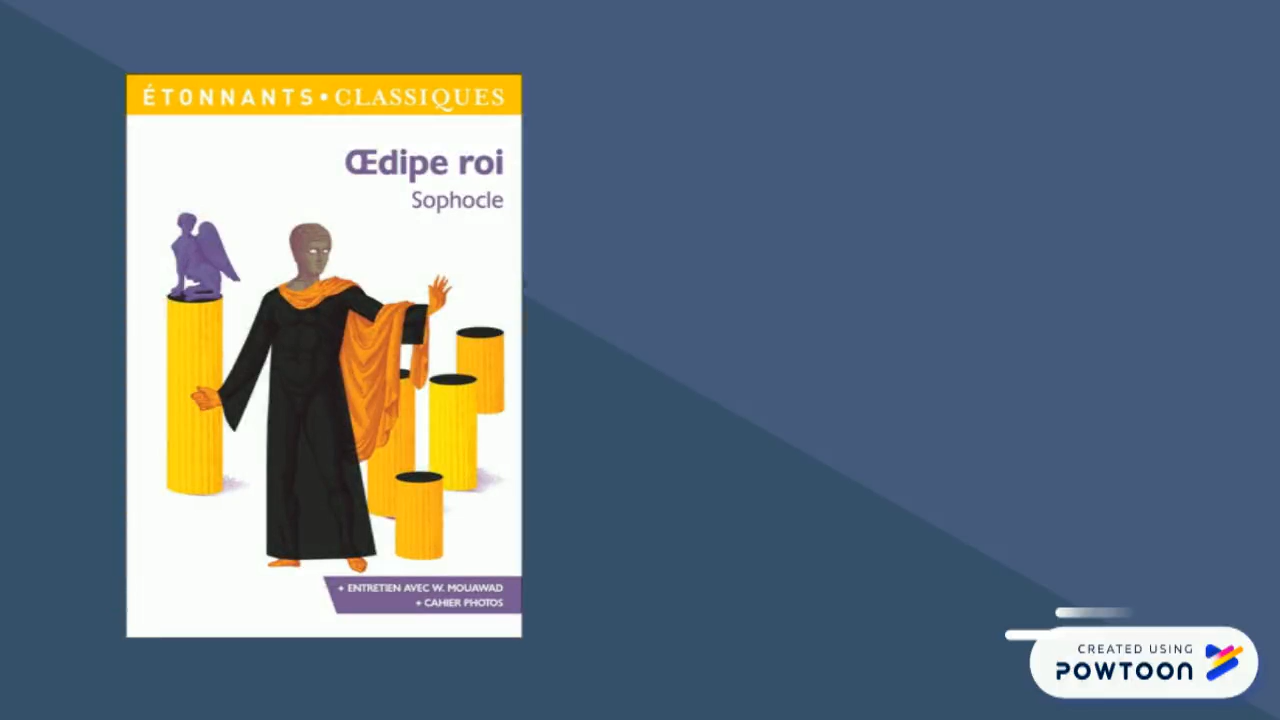 ÉTONNANTS • CLASSIQUES
Œdipe roi
Sophocle
+ ENTRETIEN AVEC W. MOUAWAD
+ CAHIER PHOTOS
CREATED USING
POWTOON